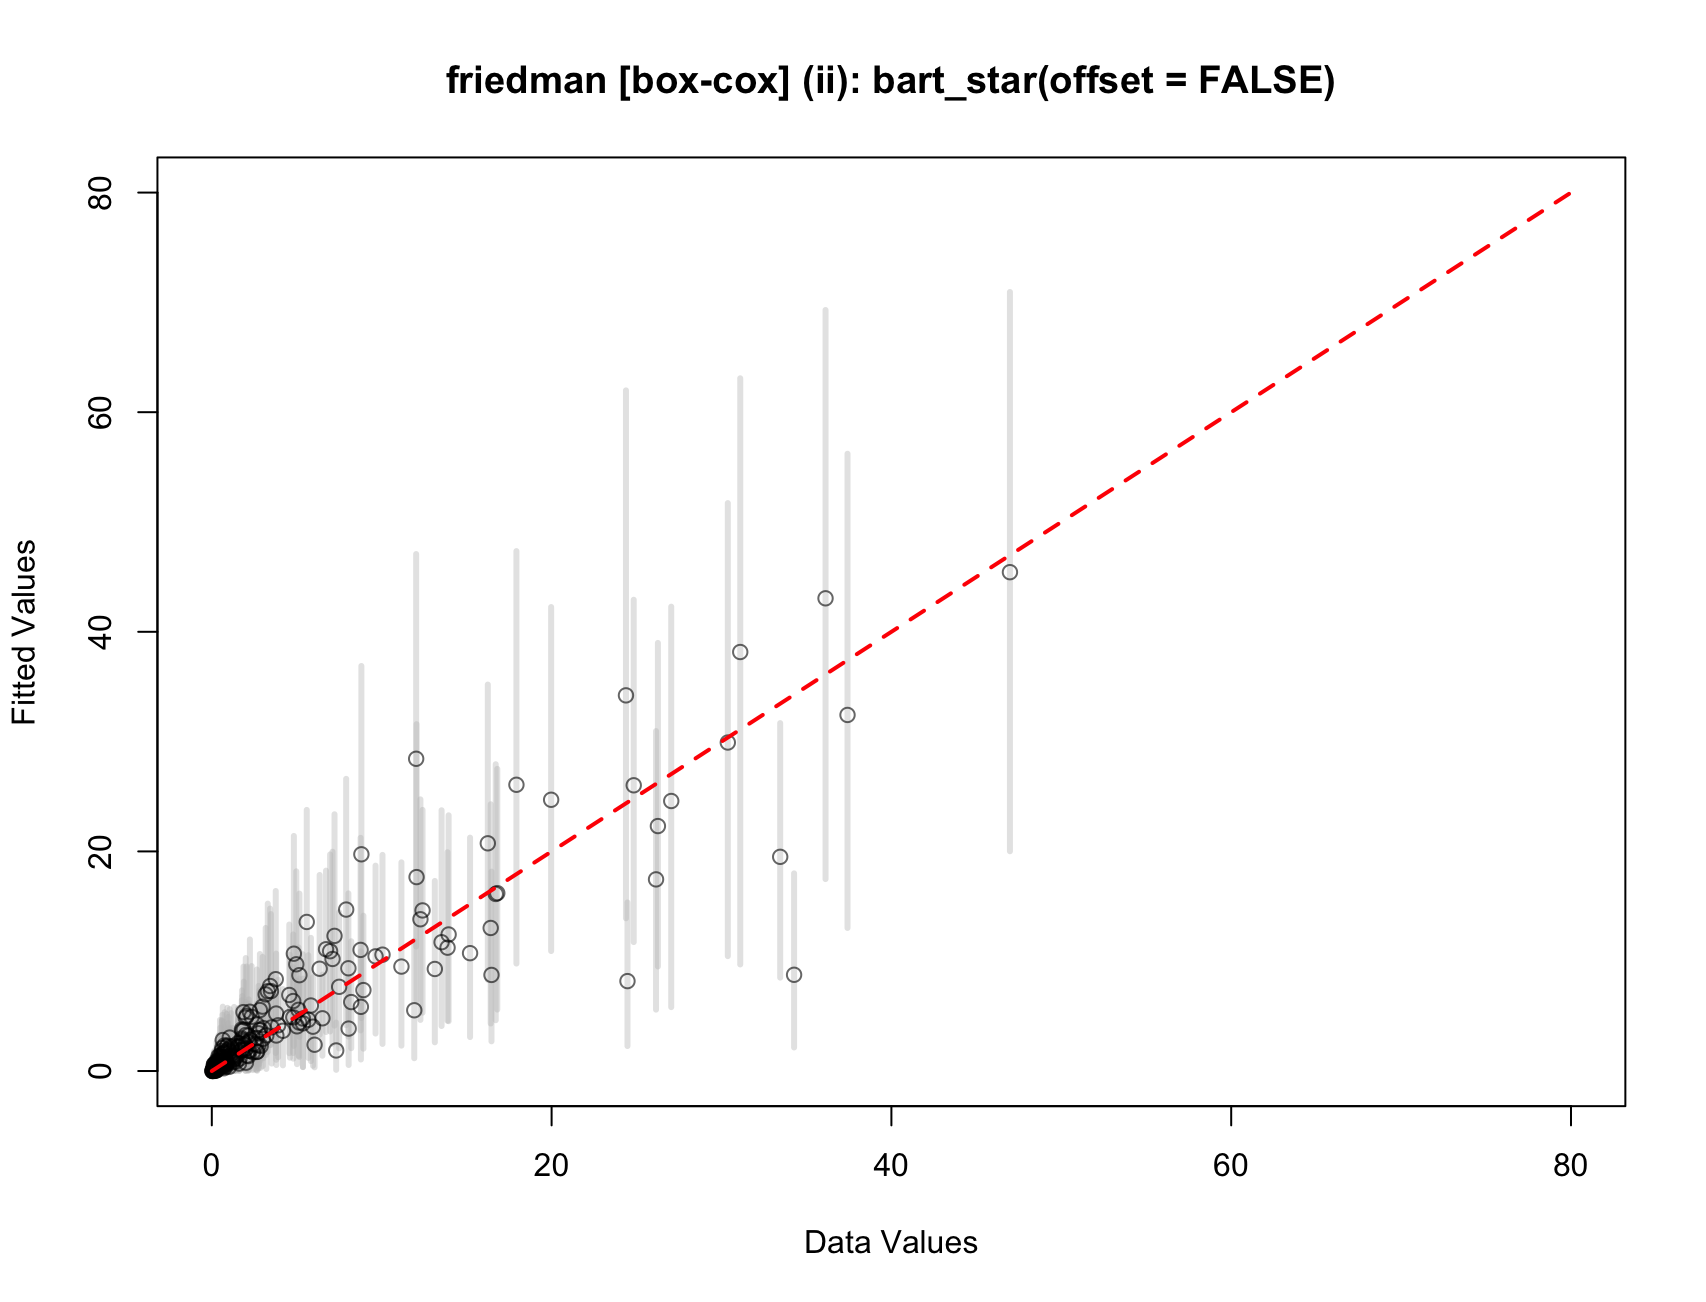 friedman [box-cox] (ii): bart_star(offset = FALSE)
Fitted Values
80
60
40
20
0
0 20 40 60 80
Data Values